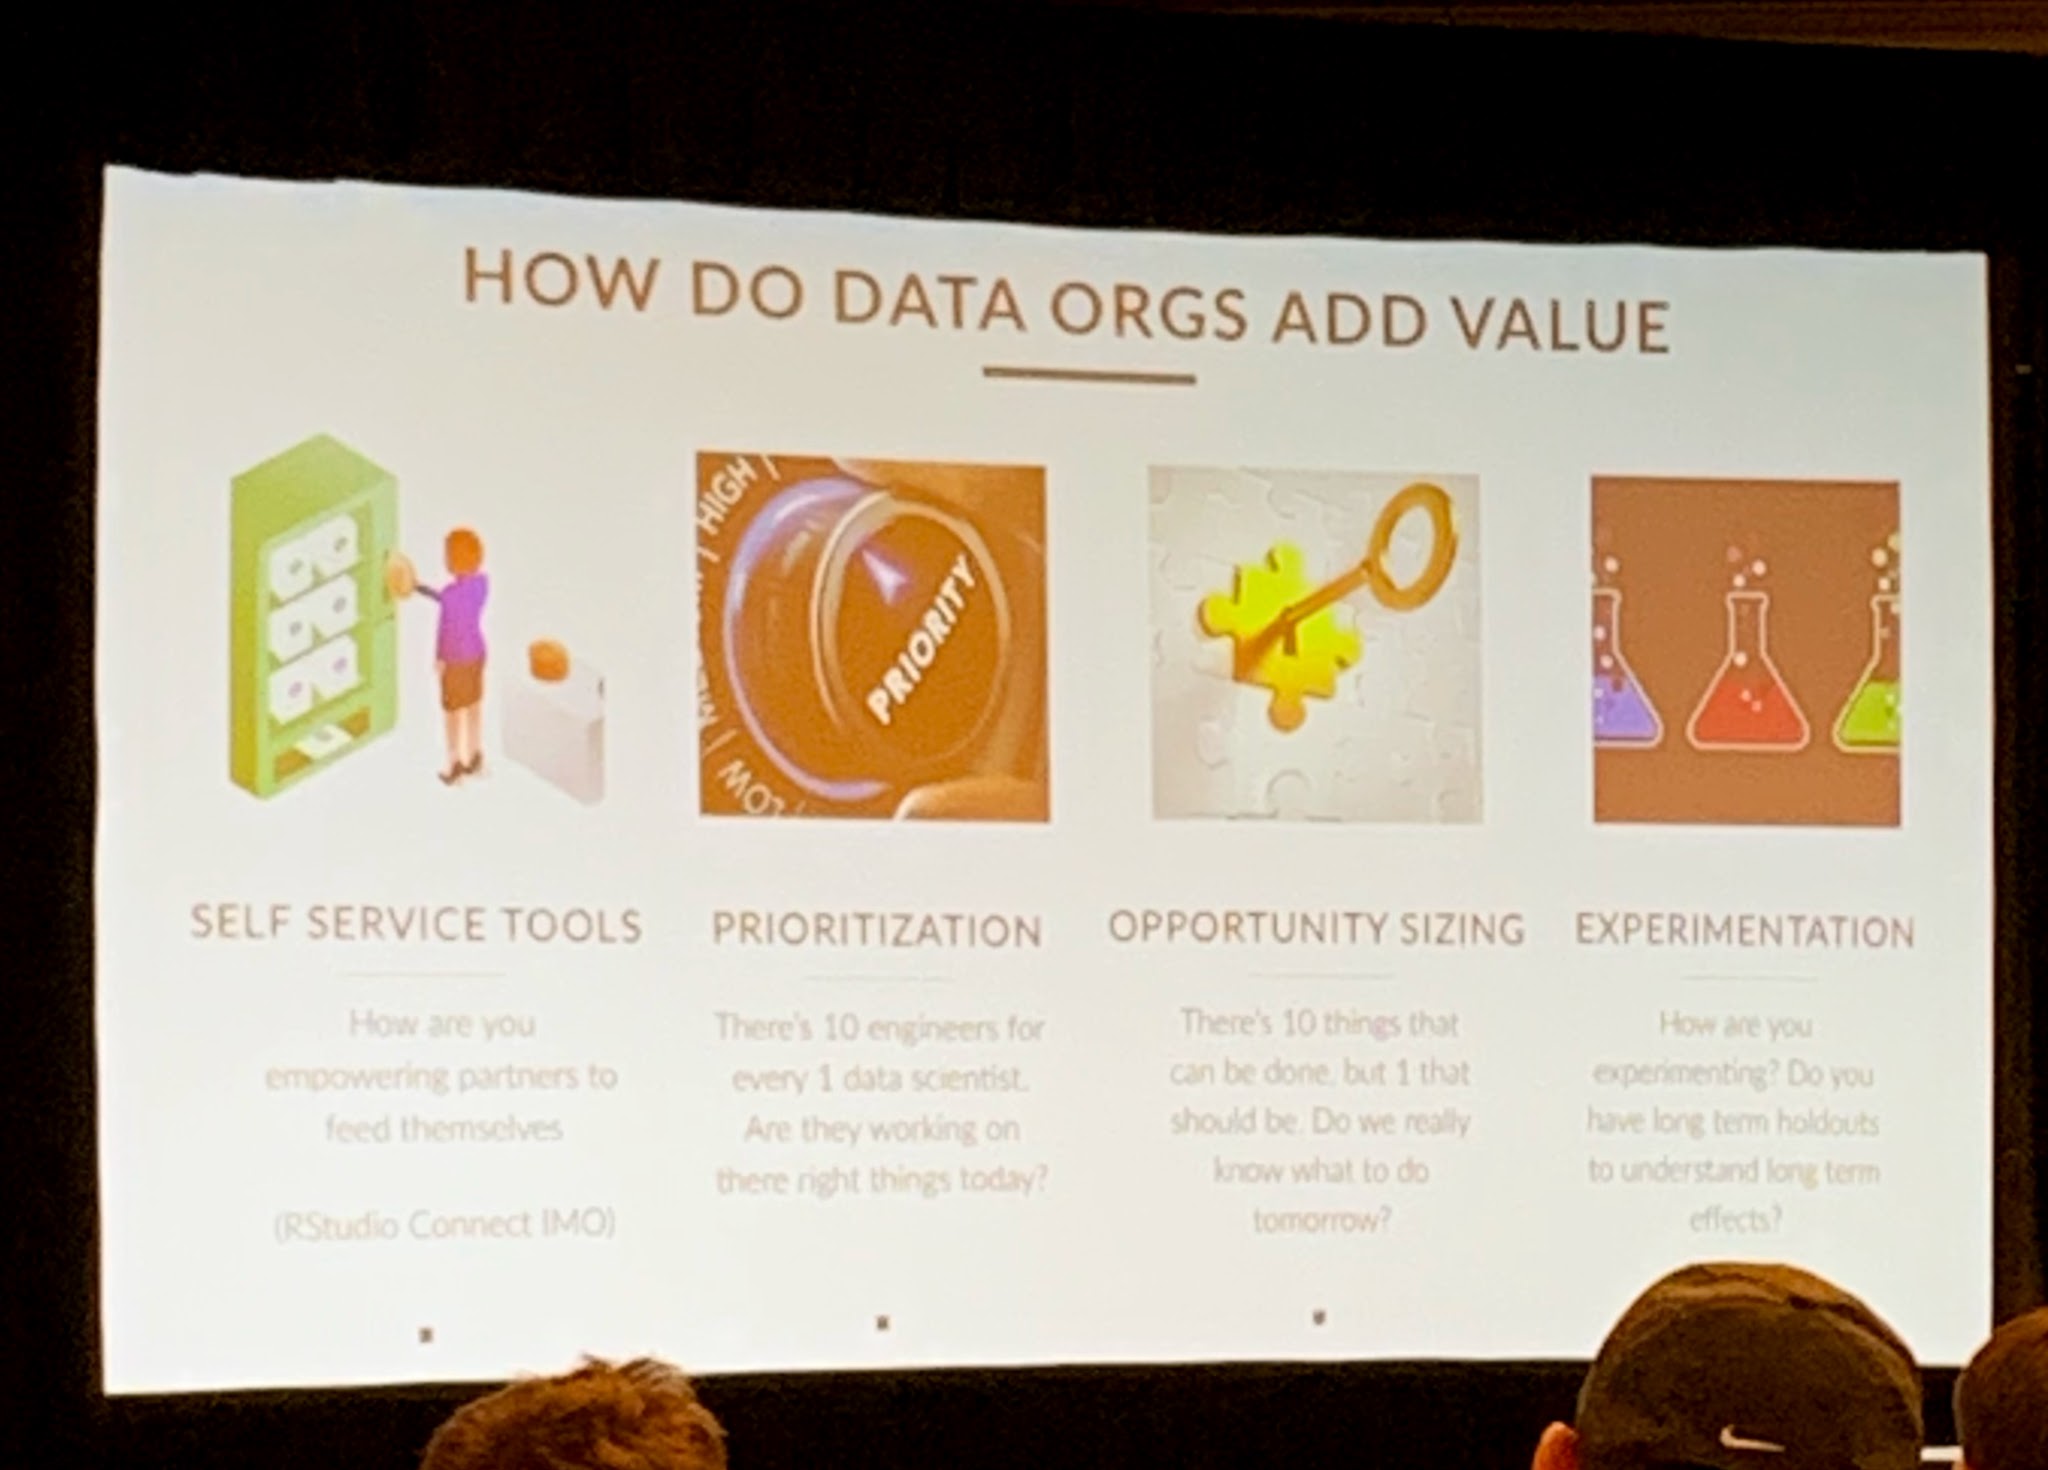 HOW DO DATA ORGS ADD VALUE
HIGH
LOW
PRIORITY
SELF SERVICE TOOLS
How are you
empowering partners to
feed themselves
(RStudio Connect IMO)
PRIORITIZATION
There's 10 engineers for
every 1 data scientist.
Are they working on
there right things today?
OPPORTUNITY SIZING
There's 10 things that
can be done, but 1 that
should be. Do we really
know what to do
tomorrow?
EXPERIMENTATION
How are you
experimenting? Do you
have long term holdouts
to understand long term
effects?